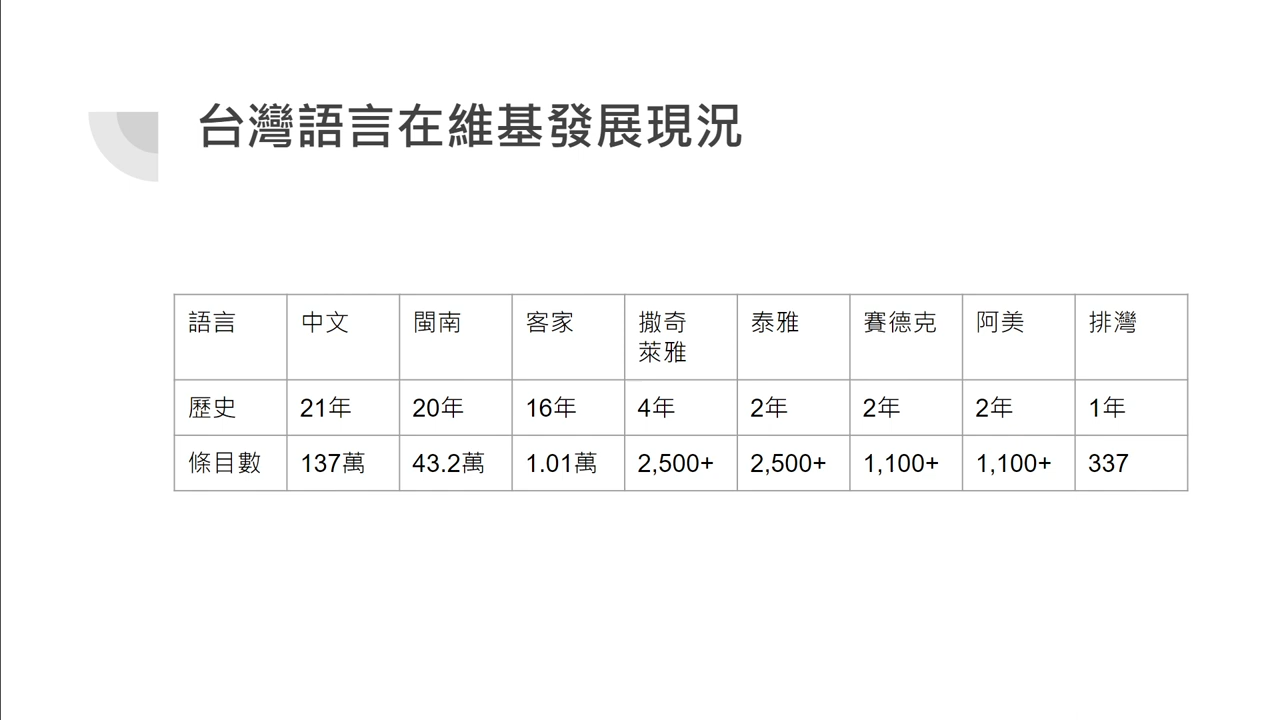 台灣語言在維基發展現況
語言 中文 閩南 客家 撒奇萊雅 泰雅 賽德克 阿美 排灣
歷史 21年 20年 16年 4年 2年 2年 2年 1年
條目數 137萬 43.2萬 1.01萬 2,500+ 2,500+ 1,100+ 1,100+ 337